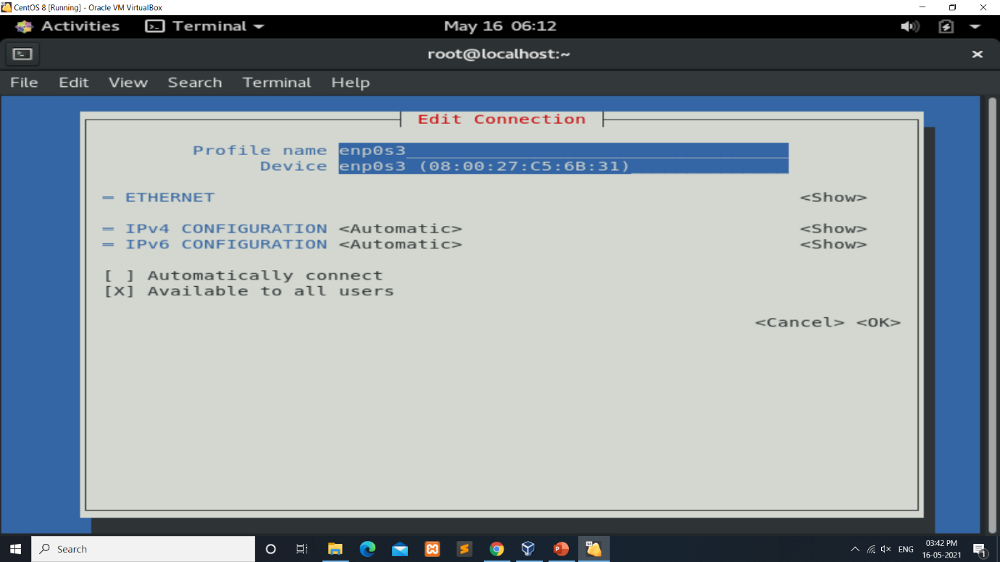 CentOS 8 [Running] - Oracle VM VirtualBox
Activities Terminal May 16 06:12
root@localhost:~
File Edit View Search Terminal Help
Edit Connection
Profile name enp0s3
Device enp0s3 (08:00:27:C5:6B:31)
= ETHERNET <Show>
= IPv4 CONFIGURATION <Automatic> <Show>
= IPv6 CONFIGURATION <Automatic> <Show>
[ ] Automatically connect
[X] Available to all users
<Cancel> <OK>
Search ENG 03:42 PM
16-05-2021 1